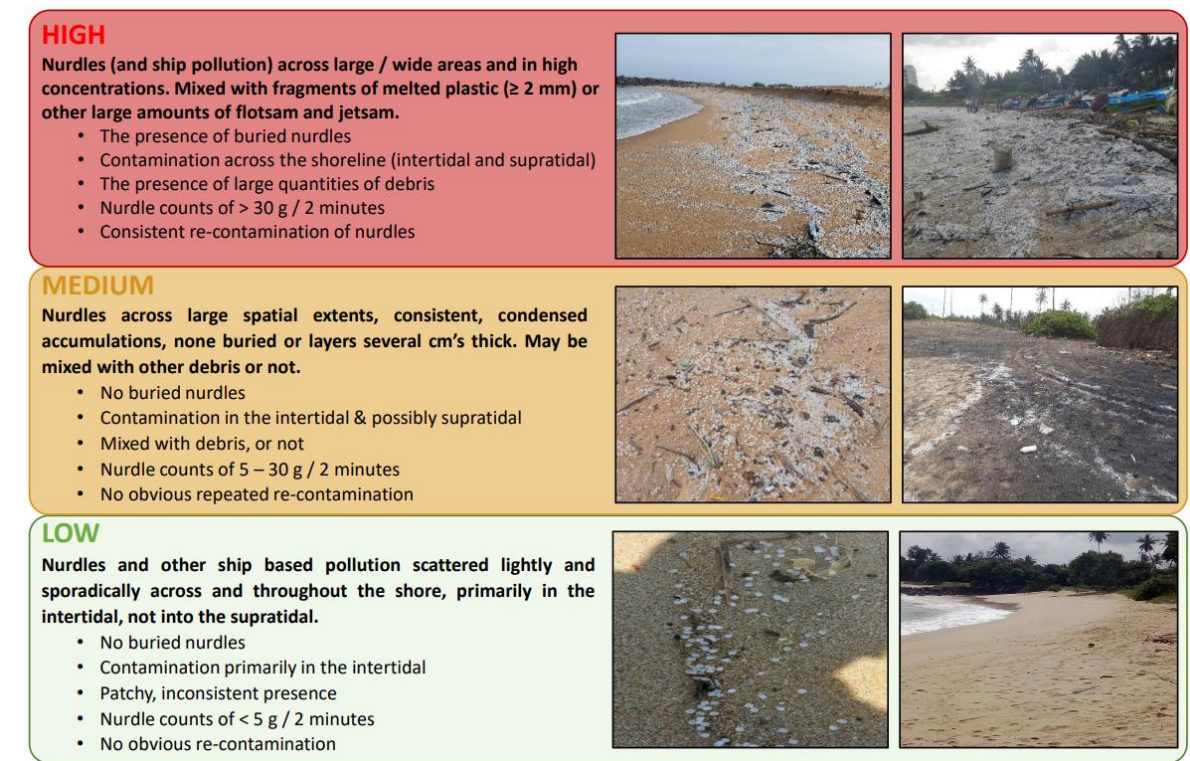 HIGH
Nurdles (and ship pollution) across large / wide areas and in high
concentrations. Mixed with fragments of melted plastic (≥ 2 mm) or
other large amounts of flotsam and jetsam.
• The presence of buried nurdles
• Contamination across the shoreline (intertidal and supratidal)
• The presence of large quantities of debris
• Nurdle counts of > 30 g / 2 minutes
• Consistent re-contamination of nurdles
MEDIUM
Nurdles across large spatial extents, consistent, condensed
accumulations, none buried or layers several cm's thick. May be
mixed with other debris or not.
• No buried nurdles
• Contamination in the intertidal & possibly supratidal
• Mixed with debris, or not
• Nurdle counts of 5 – 30 g / 2 minutes
• No obvious repeated re-contamination
LOW
Nurdles and other ship based pollution scattered lightly and
sporadically across and throughout the shore, primarily in the
intertidal, not into the supratidal.
• No buried nurdles
• Contamination primarily in the intertidal
• Patchy, inconsistent presence
• Nurdle counts of < 5 g / 2 minutes
• No obvious re-contamination